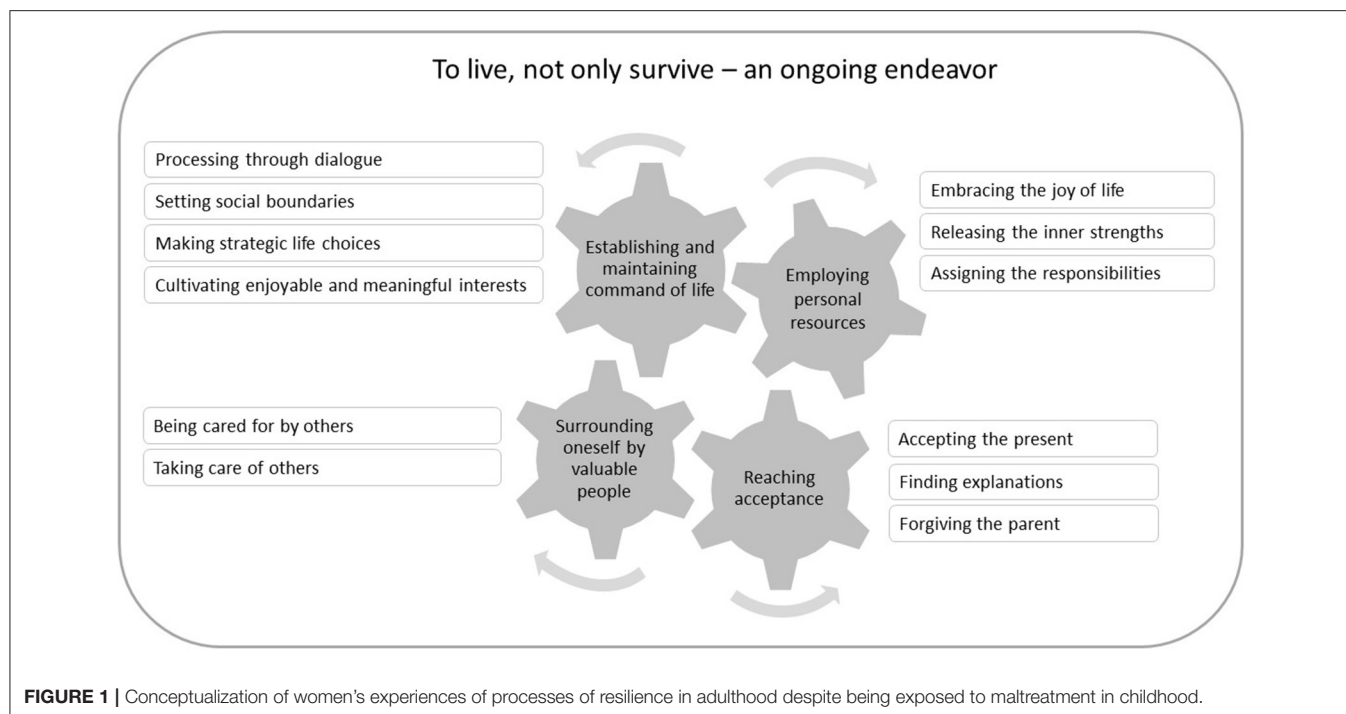 To live, not only survive – an ongoing endeavor
Processing through dialogue
Setting social boundaries
Making strategic life choices
Cultivating enjoyable and meaningful interests
Establishing and
maintaining
command of life
Employing
personal
resources
Embracing the joy of life
Releasing the inner strengths
Assigning the responsibilities
Being cared for by others
Taking care of others
Surrounding
oneself by
valuable
people
Reaching
acceptance
Accepting the present
Finding explanations
Forgiving the parent
FIGURE 1 | Conceptualization of women's experiences of processes of resilience in adulthood despite being exposed to maltreatment in childhood.